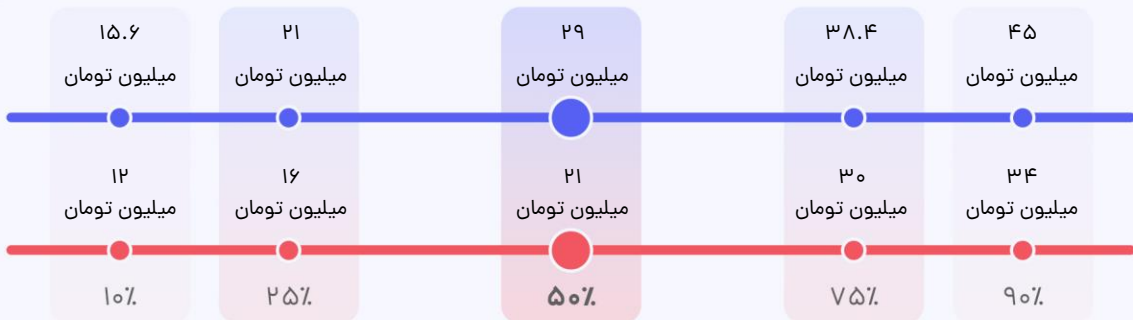 ۱۵.۶ ۲۱ ۲۹ ۳۸.۴ ۴۵
میلیون تومان میلیون تومان میلیون تومان میلیون تومان میلیون تومان
۱۲ ۱۶ ۲۱ ۳۰ ۳۴
میلیون تومان میلیون تومان میلیون تومان میلیون تومان میلیون تومان
۱۰٪ ۲۵٪ ۵۰٪ ۷۵٪ ۹۰٪